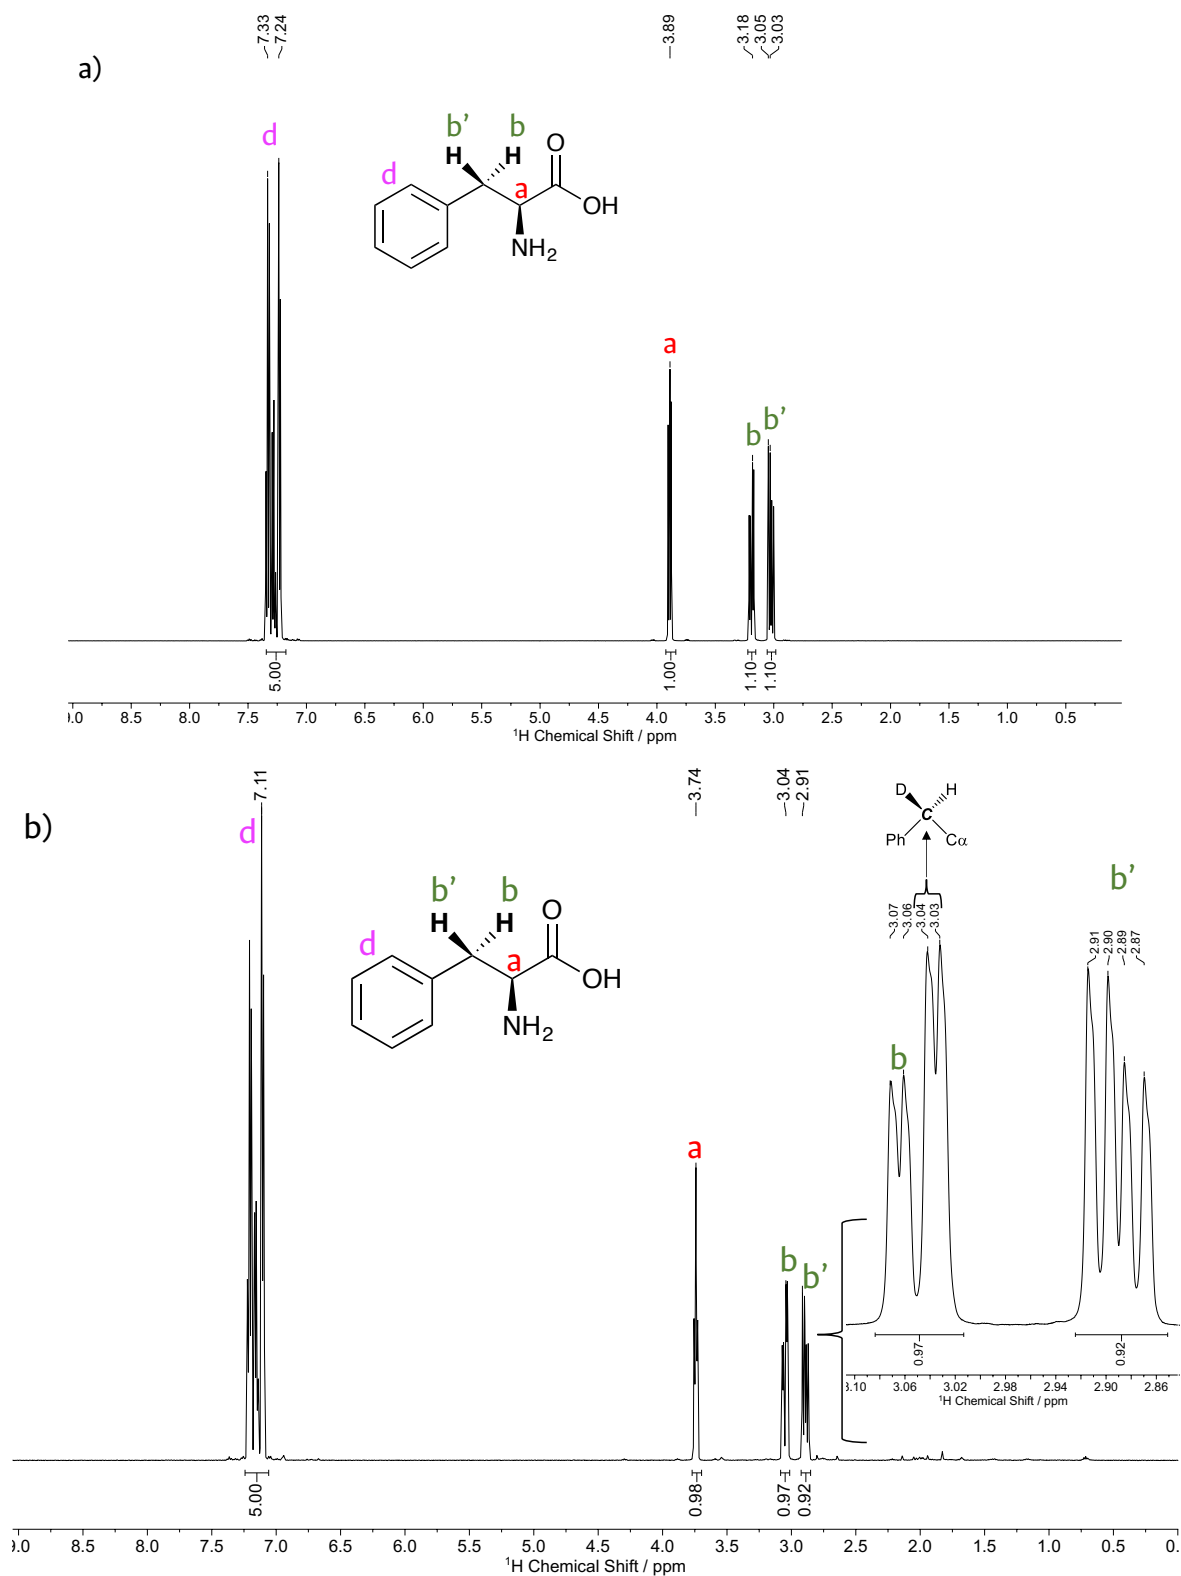 7.33
7.24
3.89
3.18
3.05
3.03
a)
d
b’
b
H
H
O
d
a
OH
NH2
a
b
b’
5.00
1.00
1.10
1.10
0.0 8.5 8.0 7.5 7.0 6.5 6.0 5.5 5.0 4.5 4.0 3.5 3.0 2.5 2.0 1.5 1.0 0.5
1H Chemical Shift / ppm
7.11
3.74
3.04
2.91
D H
C
Ph Cα
b)
d
b’
b’
b
H
H
O
d
a
OH
NH2
3.07
3.06
3.04
3.03
2.91
2.90
2.89
2.87
b
a
b
b’
0.97
0.92
3.10 3.06 3.02 2.98 2.94 2.90 2.86
1H Chemical Shift / ppm
5.00
0.98
0.97
0.92
0.0 8.5 8.0 7.5 7.0 6.5 6.0 5.5 5.0 4.5 4.0 3.5 3.0 2.5 2.0 1.5 1.0 0.5 0.
1H Chemical Shift / ppm